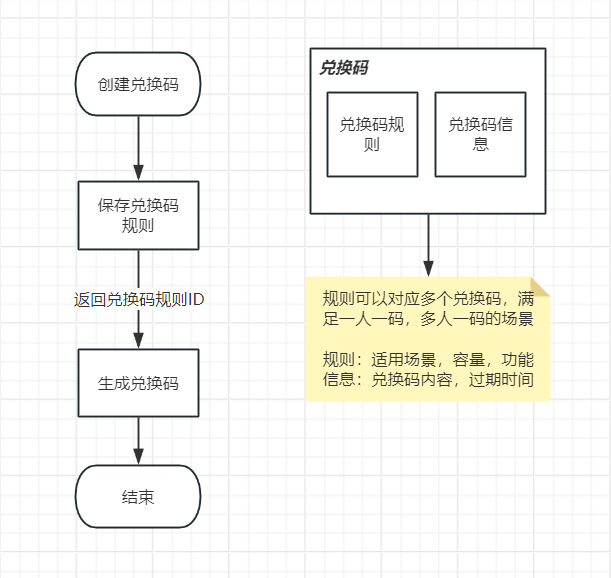 创建兑换码
保存兑换码
规则
返回兑换码规则ID
生成兑换码
结束
兑换码
兑换码规
则
兑换码信
息
规则可以对应多个兑换码，满
足一人一码，多人一码的场景
规则：适用场景，容量，功能
信息：兑换码内容，过期时间